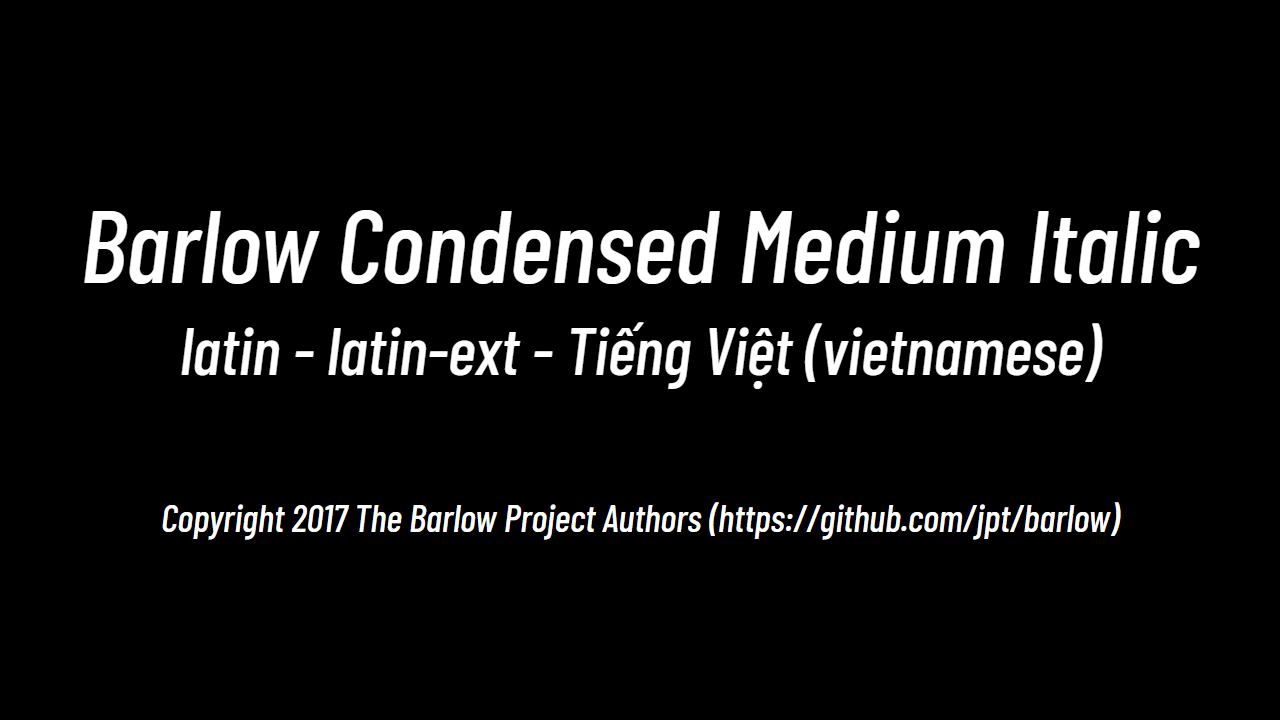 Barlow Condensed Medium Italic
latin - latin-ext - Tiếng Việt (vietnamese)
Copyright 2017 The Barlow Project Authors (https://github.com/jpt/barlow)